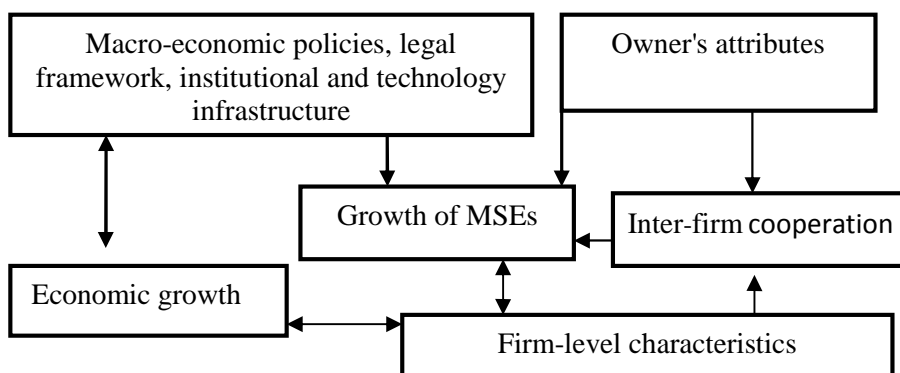 Macro-economic policies, legal
framework, institutional and technology
infrastructure
Owner's attributes
Growth of MSEs
Inter-firm cooperation
Economic growth
Firm-level characteristics